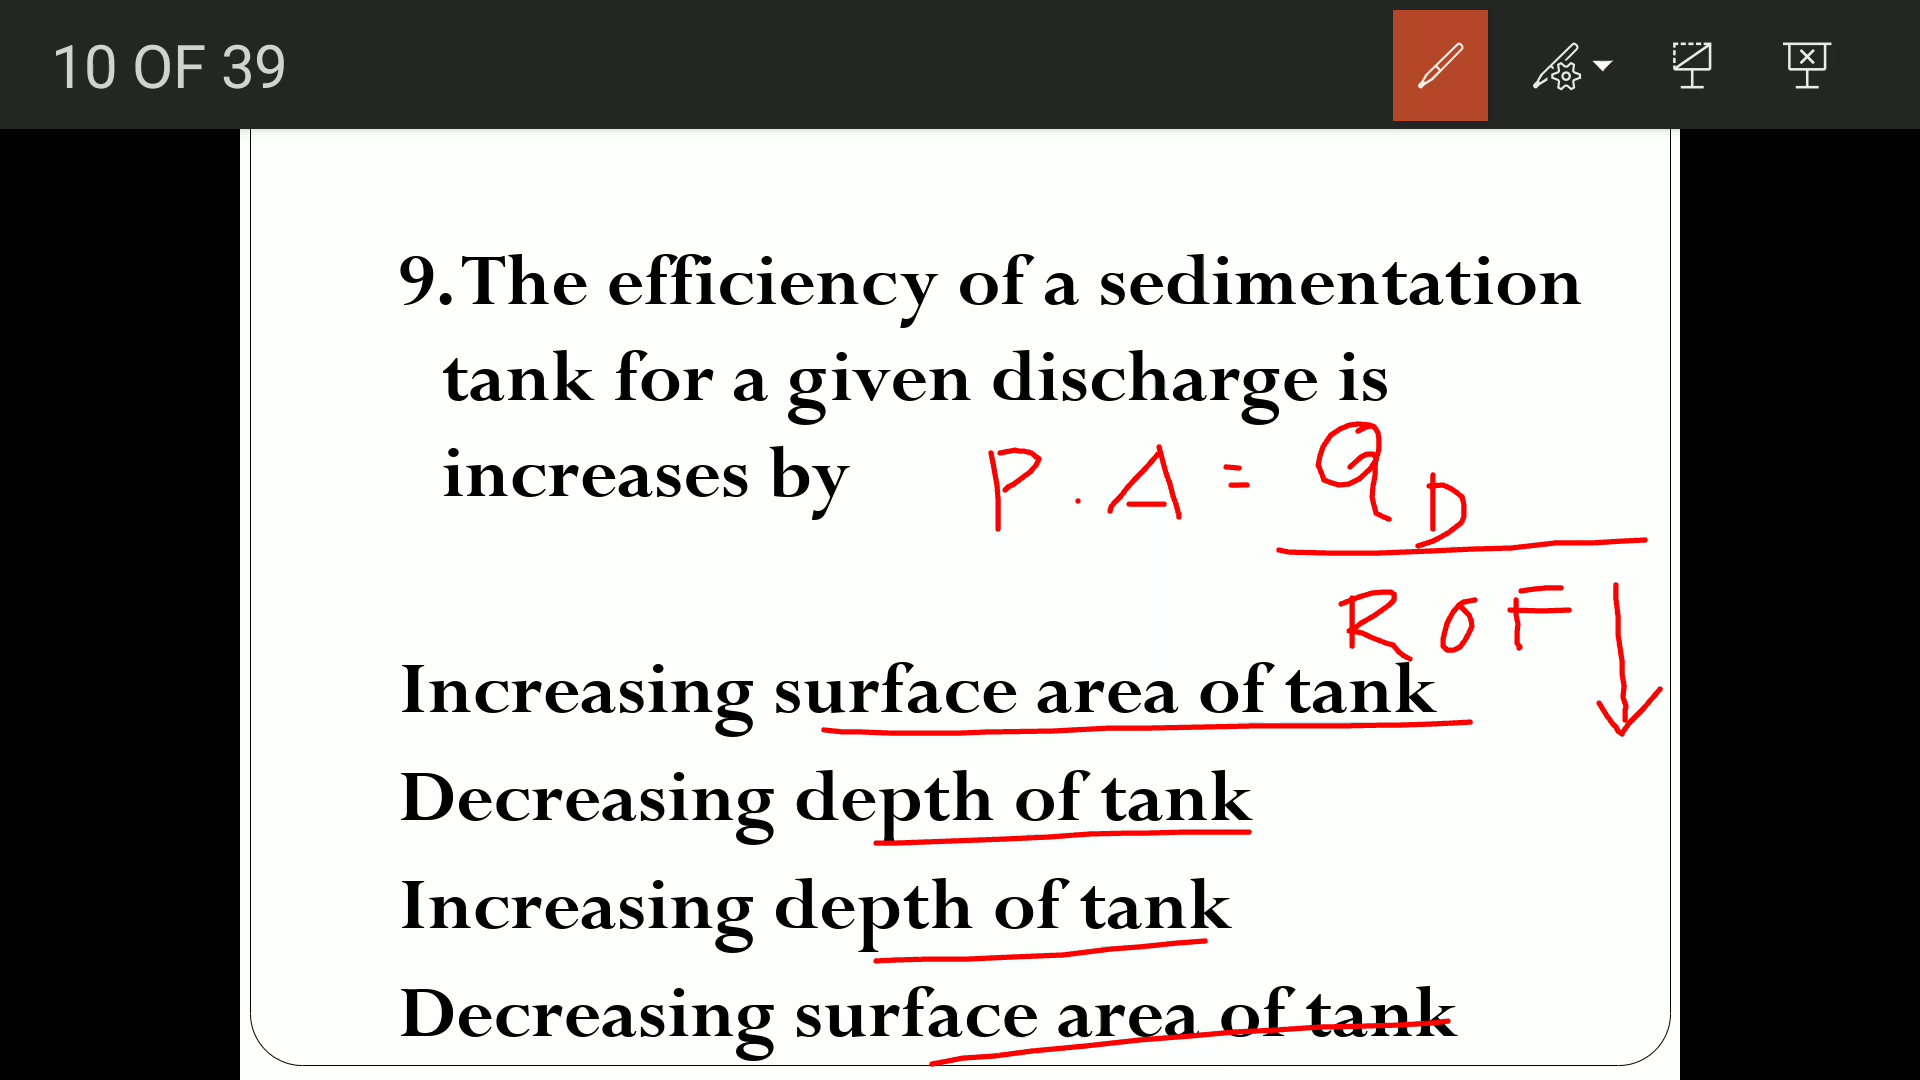 10 OF 39
9. The efficiency of a sedimentation
tank for a given discharge is
increases by
P.A = QD
ROF
Increasing surface area of tank
Decreasing depth of tank
Increasing depth of tank
Decreasing surface area of tank